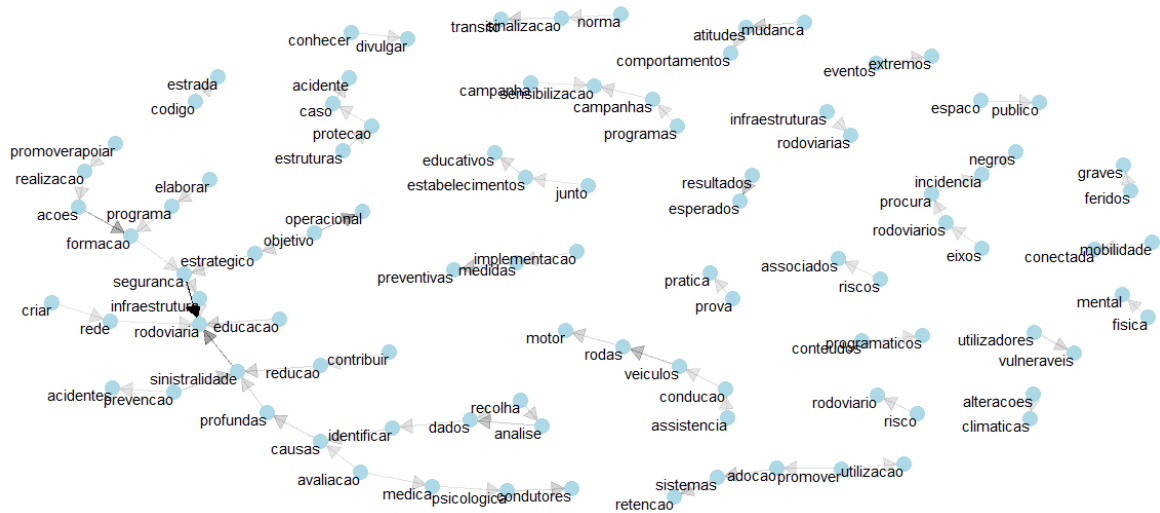 transito
sinalizacao
norma
atitudes
mudanca
conhecer
divulgar
comportamentos
eventos
extremos
estrada
acidente
campanha
sensibilizacao
codigo
caso
campanhas
espaco
publico
protecao
programas
infraestruturas
rodoviarias
promoverapoiar
estruturas
educativos
negros
realizacao
elaborar
estabelecimentos
resultados
incidencia
graves
junto
feridos
acoes
programa
operacional
esperados
procura
formacao
objetivo
rodoviarios
estrategico
implementacao
conectada
mobilidade
seguranca
preventivas
medidas
associados
eixos
infraestrutura
pratica
riscos
mental
criar
rede
rodoviaria
educacao
prova
fisica
motor
conteudos
programaticos
utilizadores
rodas
vulneraveis
sinistralidade
reducao
contribuir
veiculos
acidentes
prevencao
conducao
rodoviario
alteracoes
recolha
profundas
identificar
dados
analise
assistencia
risco
climaticas
causas
avaliacao
medica
psicologica
condutores
sistemas
adocao
promover
utilizacao
retencao